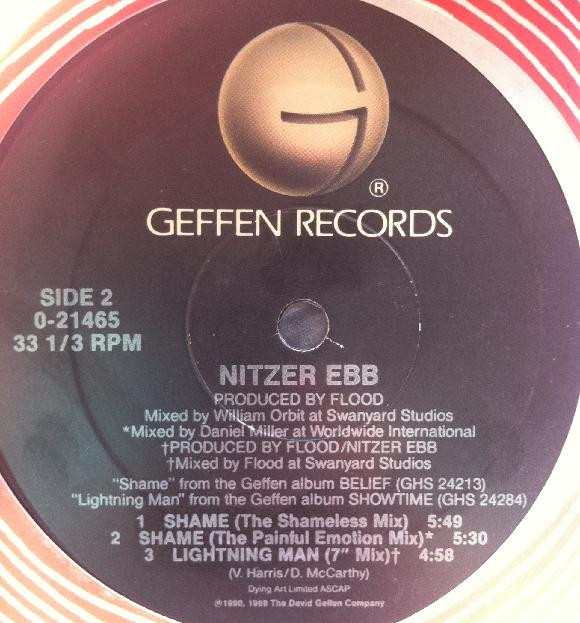 ®
GEFFEN RECORDS
SIDE 2
0-21465
33 1/3 RPM
NITZER EBB
PRODUCED BY FLOOD
Mixed by William Orbit at Swanyard Studios
*Mixed by Daniel Miller at Worldwide International
†PRODUCED BY FLOOD/NITZER EBB
†Mixed by Flood at Swanyard Studios
"Shame" from the Geffen album BELIEF (GHS 24213)
"Lightning Man" from the Geffen album SHOWTIME (GHS 24284)
1 SHAME (The Shameless Mix) 5:49
2 SHAME (The Painful Emotion Mix)* 5:30
3 LIGHTNING MAN (7" Mix)† 4:58
(V. Harris/D. McCarthy)
Dying Art Limited ASCAP
℗1990, 1989 The David Geffen Company